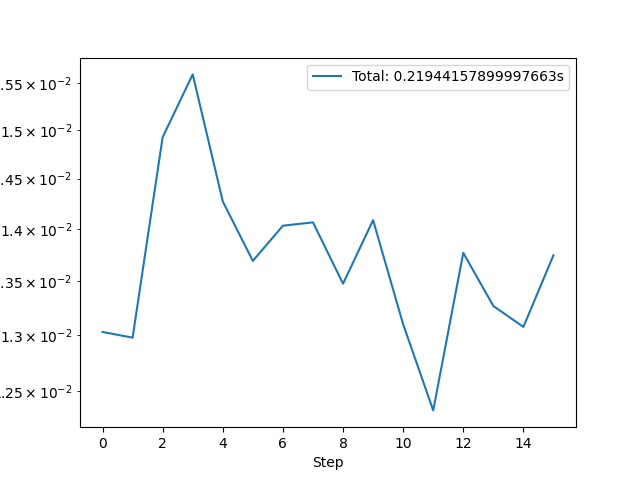 Total: 0.21944157899997663s
.55 × 10⁻²
1.5 × 10⁻²
.45 × 10⁻²
1.4 × 10⁻²
.35 × 10⁻²
1.3 × 10⁻²
.25 × 10⁻²
0 2 4 6 8 10 12 14
Step